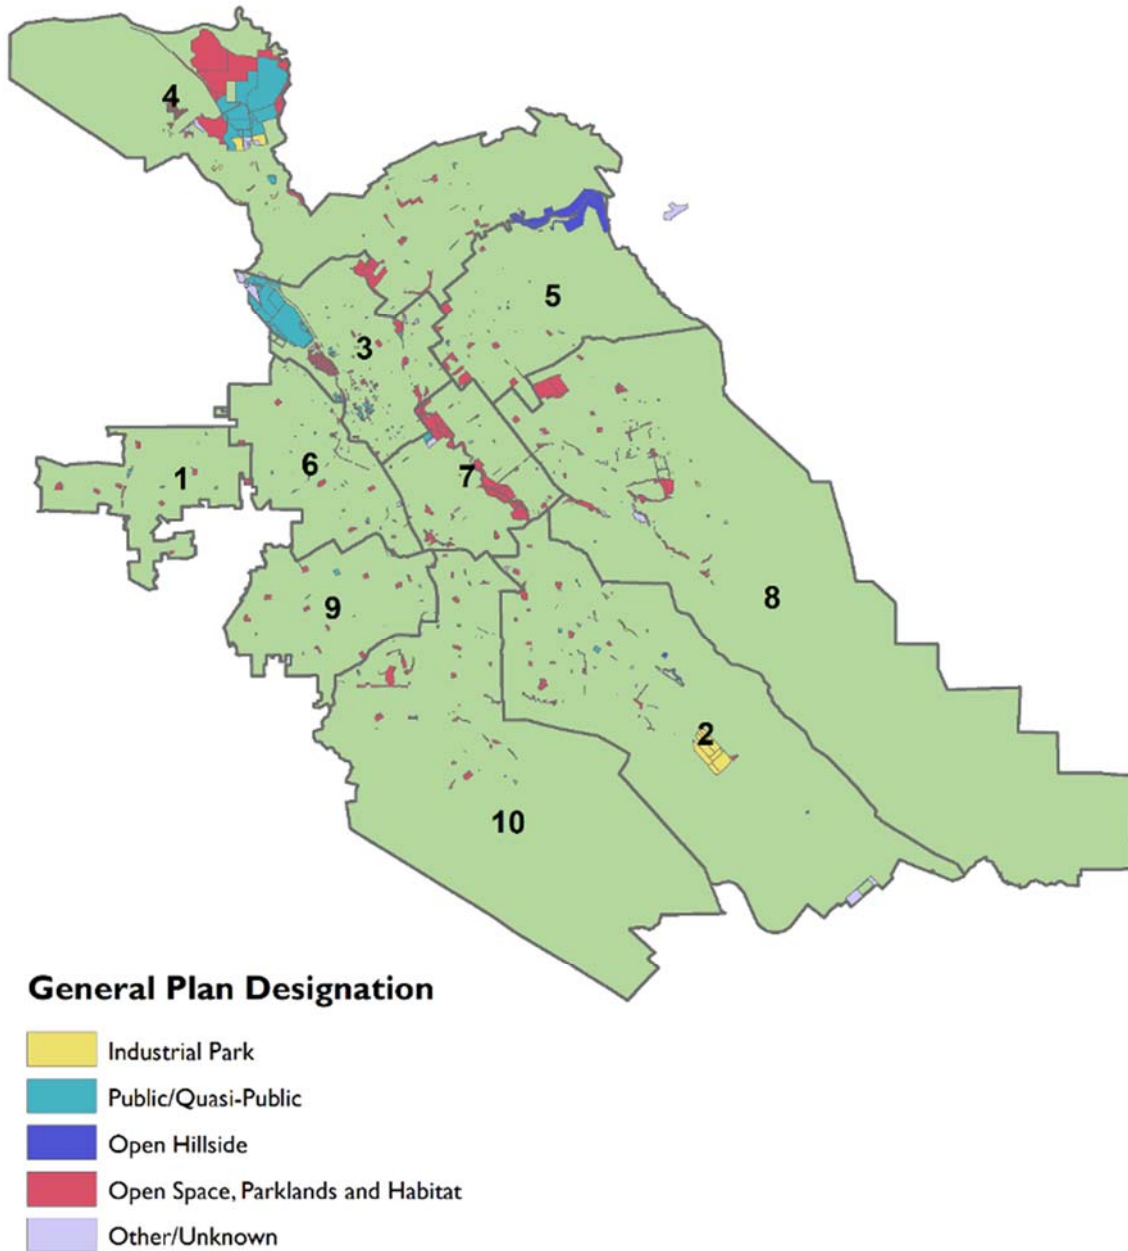 4
5
3
1
6
7
9
8
2
10
General Plan Designation
Industrial Park
Public/Quasi-Public
Open Hillside
Open Space, Parklands and Habitat
Other/Unknown